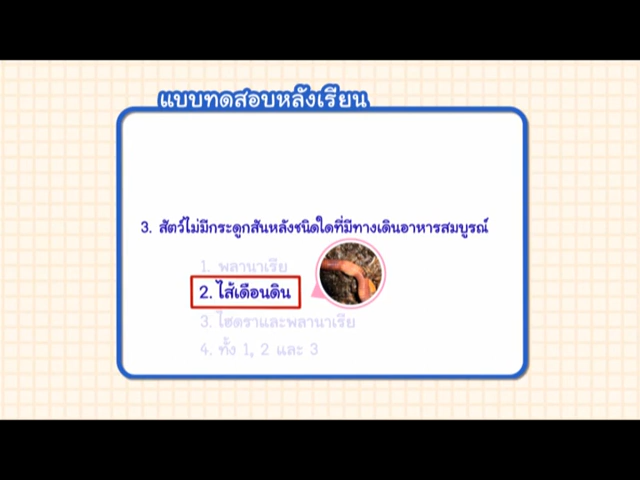 แบบทดสอบหลังเรียน
3. สัตว์ไม่มีกระดูกสันหลังชนิดใดที่มีทางเดินอาหารสมบูรณ์
1. พลานาเรีย
2. ไส้เดือนดิน
3. ไฮดราและพลานาเรีย
4. ทั้ง 1, 2 และ 3